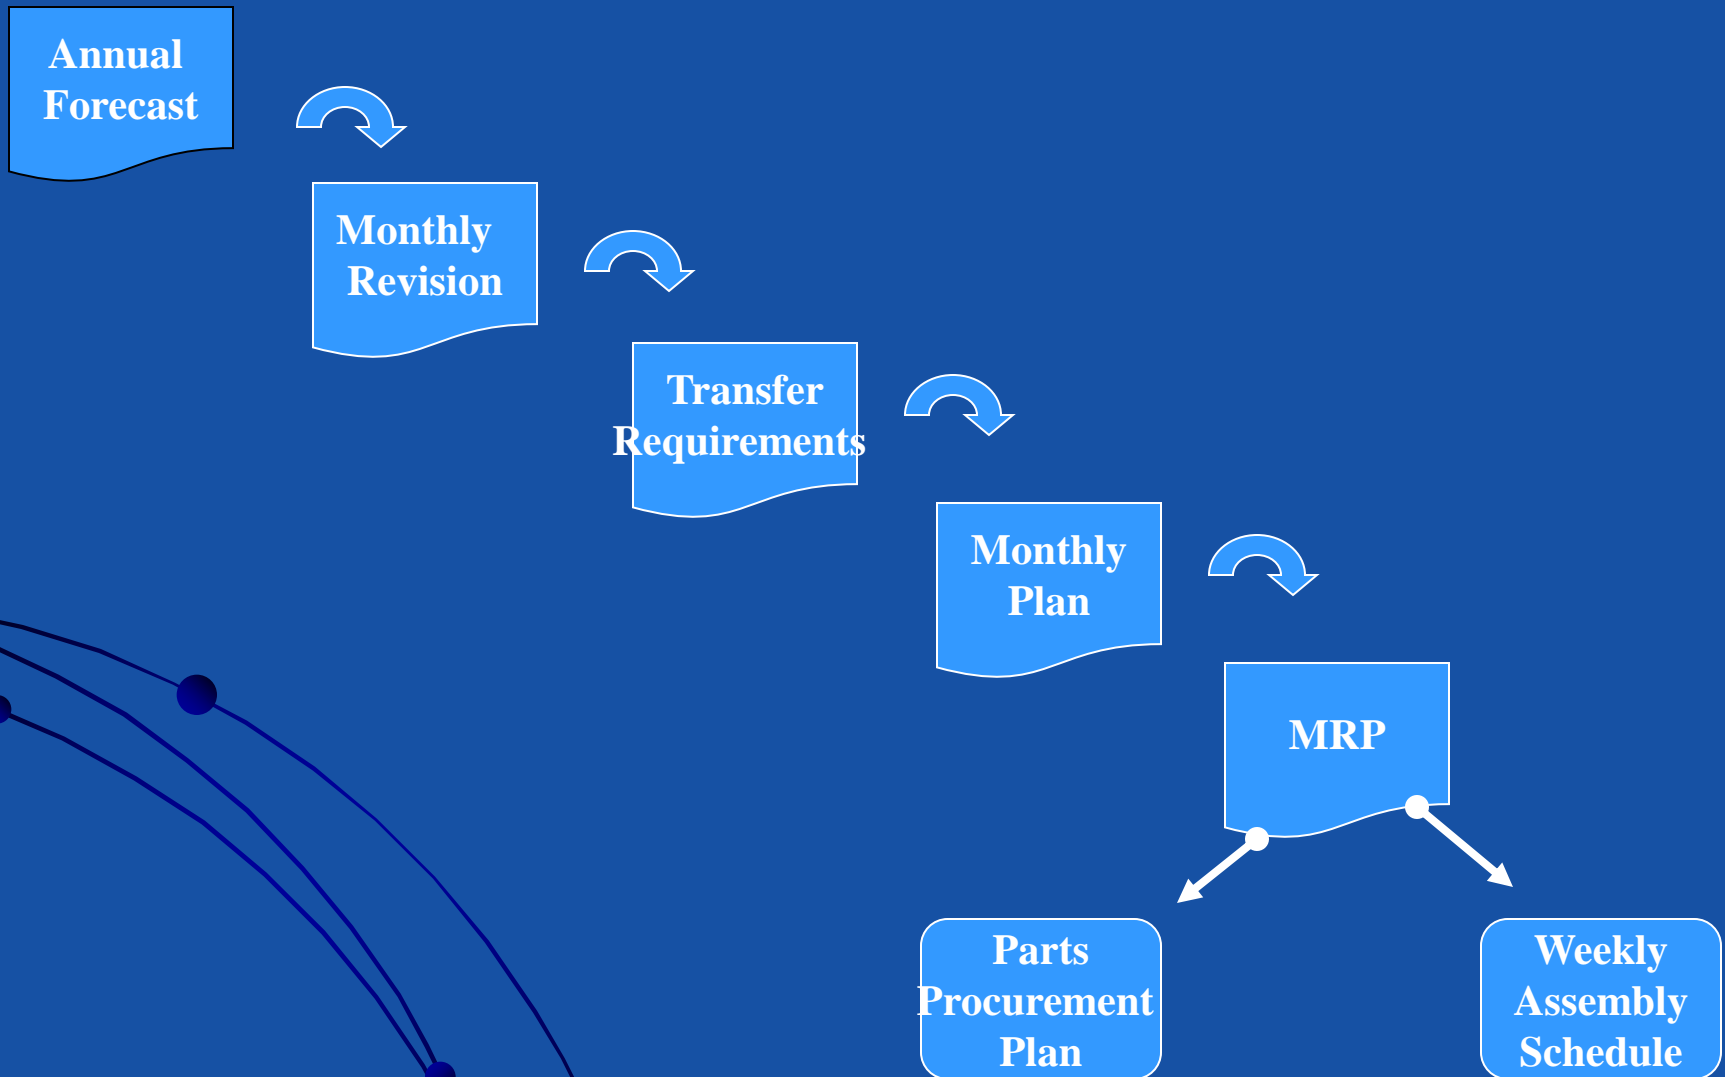 Annual
Forecast
Monthly
Revision
Transfer
Requirements
Monthly
Plan
MRP
Parts
Procurement
Plan
Weekly
Assembly
Schedule